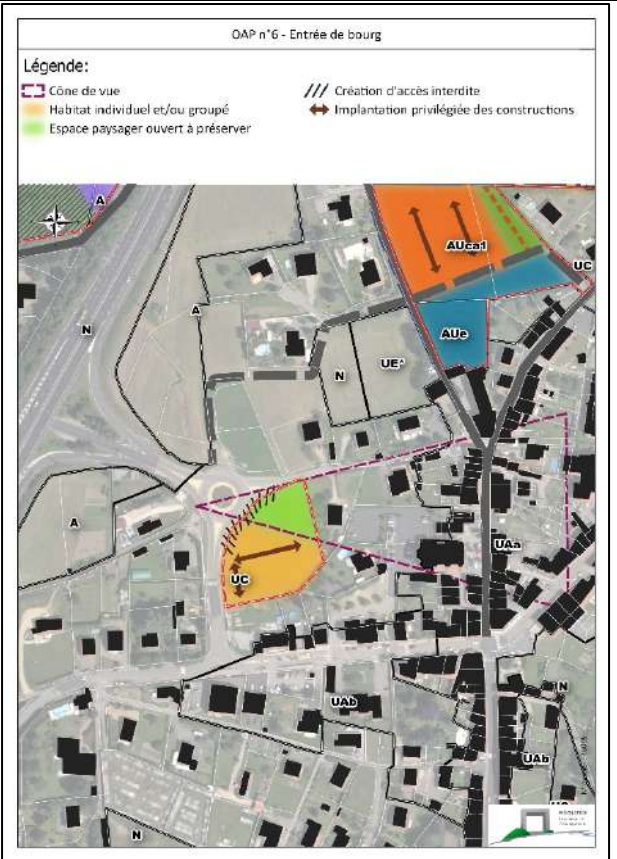 OAP n°6 - Entrée de bourg
Légende:
Cône de vue
Habitat individuel et/ou groupé
Espace paysager ouvert à préserver
/// Création d'accès interdite
Implantation privilégiée des constructions
A
AUca1
UC
N
A
AUe
N
UE*
A
UAa
UC
UAb
N
UAb
N